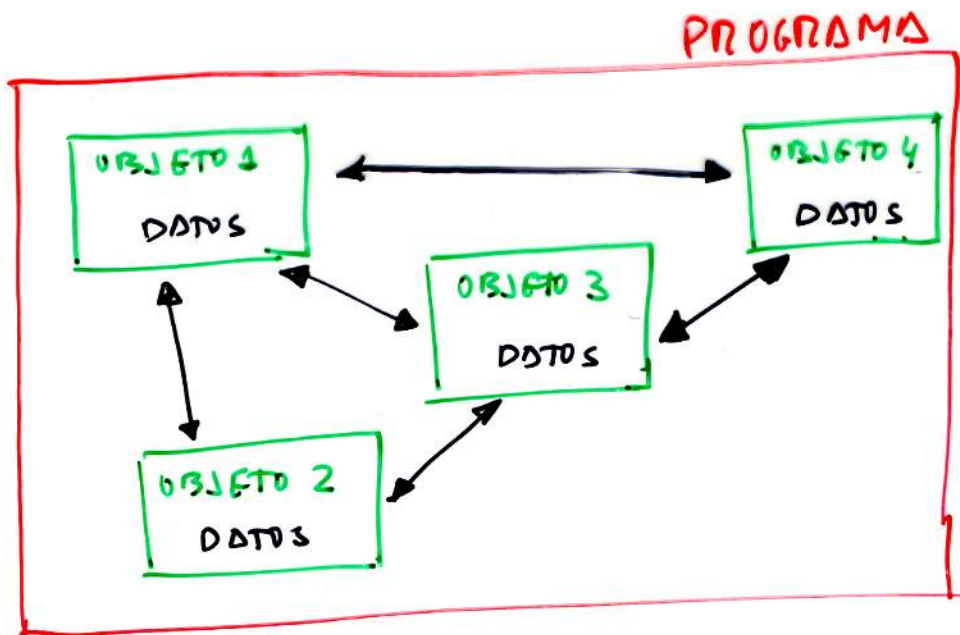 PROGRAMA
OBJETO 1
DATOS
OBJETO 4
DATOS
OBJETO 3
DATOS
OBJETO 2
DATOS